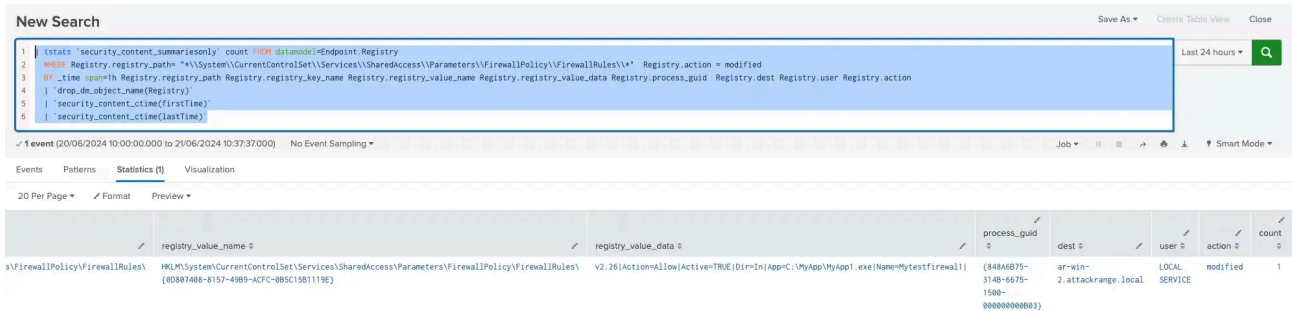 New Search
Save As ▾ Create Table View Close
1 | tstats `security_content_summariesonly` count FROM datamodel=Endpoint.Registry
2 WHERE Registry.registry_path= "*\\System\\CurrentControlSet\\Services\\SharedAccess\\Parameters\\FirewallPolicy\\FirewallRules\\*" Registry.action = modified
3 BY _time span=1h Registry.registry_path Registry.registry_key_name Registry.registry_value_name Registry.registry_value_data Registry.process_guid Registry.dest Registry.user Registry.action
4 | `drop_dm_object_name(Registry)`
5 | `security_content_ctime(firstTime)`
6 | `security_content_ctime(lastTime)`
Last 24 hours ▾
✓ 1 event (20/06/2024 10:00:00.000 to 21/06/2024 10:37:37.000) No Event Sampling ▾ Job ▾ Smart Mode ▾
Events Patterns Statistics (1) Visualization
20 Per Page ▾ Format Preview ▾
registry_value_name registry_value_data process_guid dest user action count
s\FirewallPolicy\FirewallRules\ HKLM\System\CurrentControlSet\Services\SharedAccess\Parameters\FirewallPolicy\FirewallRules\ v2.26|Action=Allow|Active=TRUE|Dir=In|App=C:\MyApp\MyApp1.exe|Name=Mytestfirewal1| {848A6B75- ar-win- LOCAL modified 1
{0D807408-8157-49B9-ACFC-0B5C15B1119E} 314B-6675- 2.attackrange.local SERVICE
1500-
000000000B03}